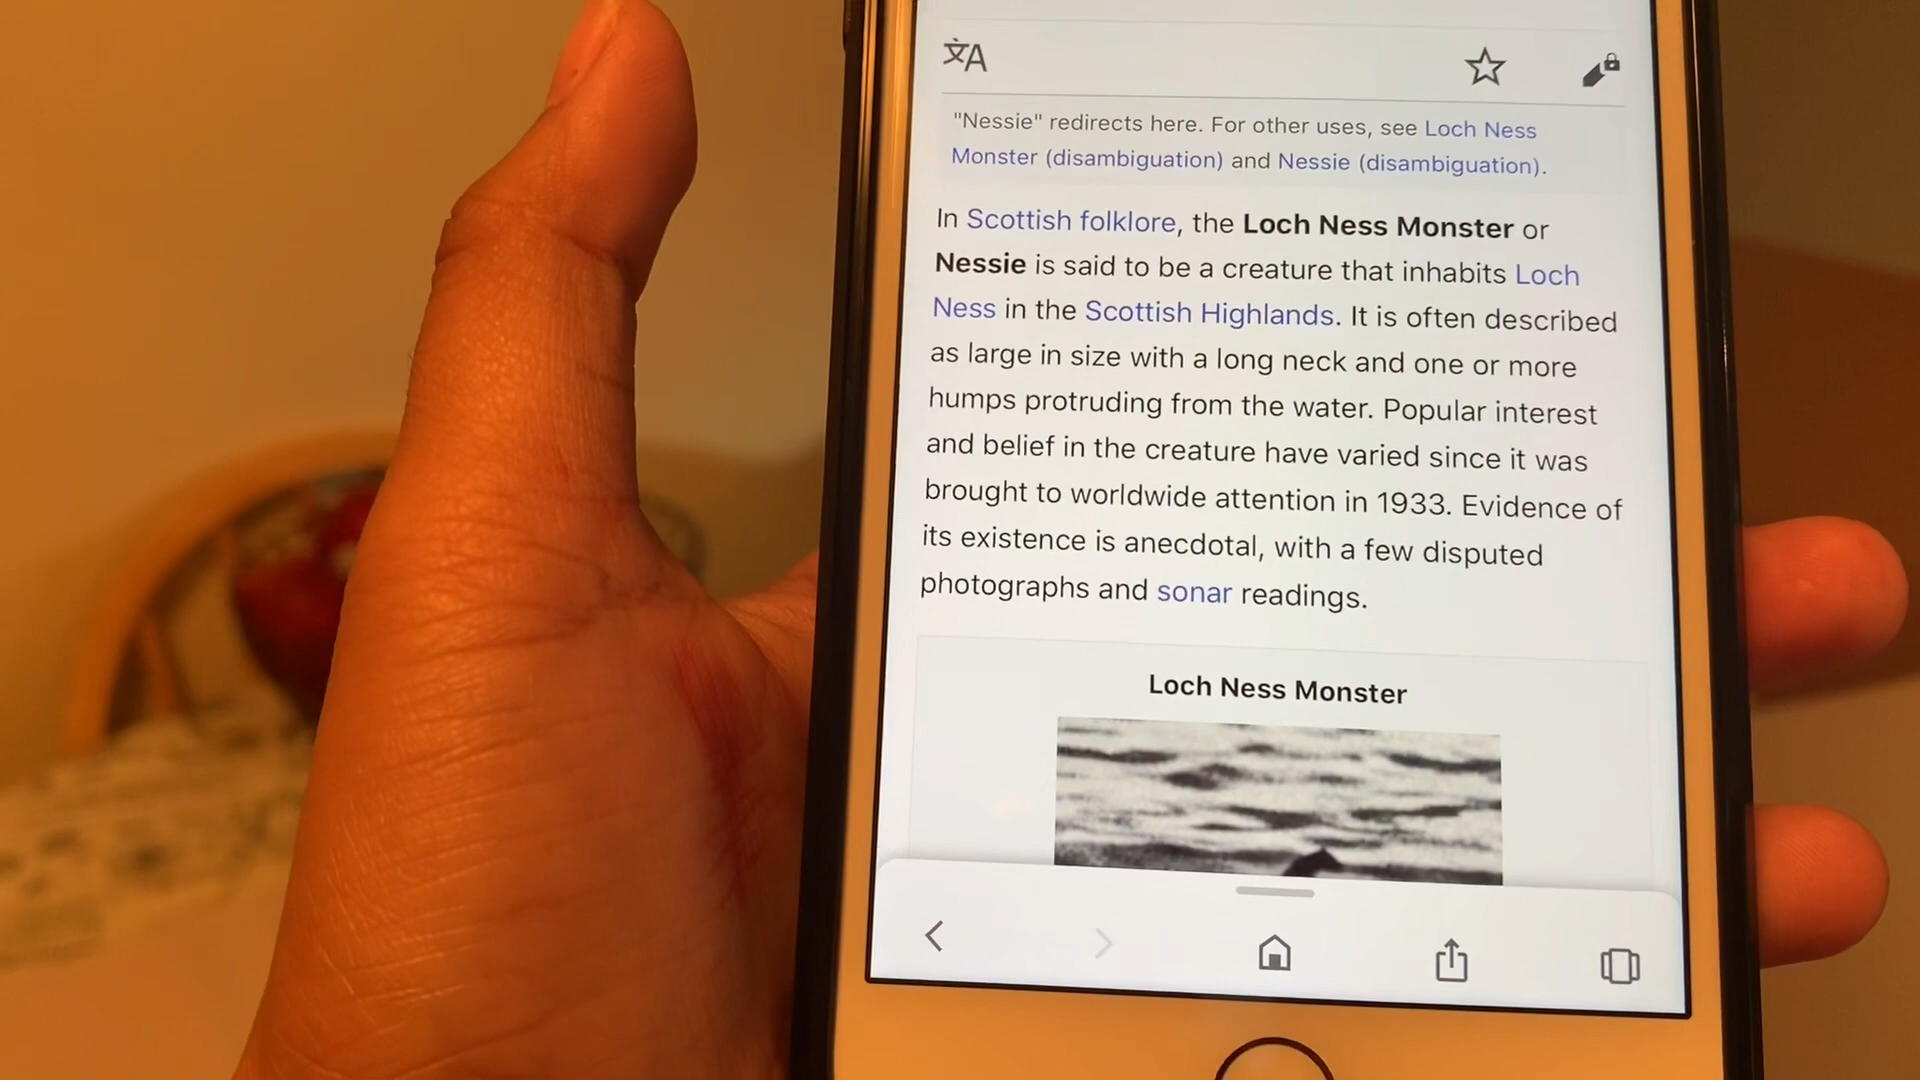 "Nessie" redirects here. For other uses, see Loch Ness
Monster (disambiguation) and Nessie (disambiguation).
In Scottish folklore, the Loch Ness Monster or
Nessie is said to be a creature that inhabits Loch
Ness in the Scottish Highlands. It is often described
as large in size with a long neck and one or more
humps protruding from the water. Popular interest
and belief in the creature have varied since it was
brought to worldwide attention in 1933. Evidence of
its existence is anecdotal, with a few disputed
photographs and sonar readings.
Loch Ness Monster